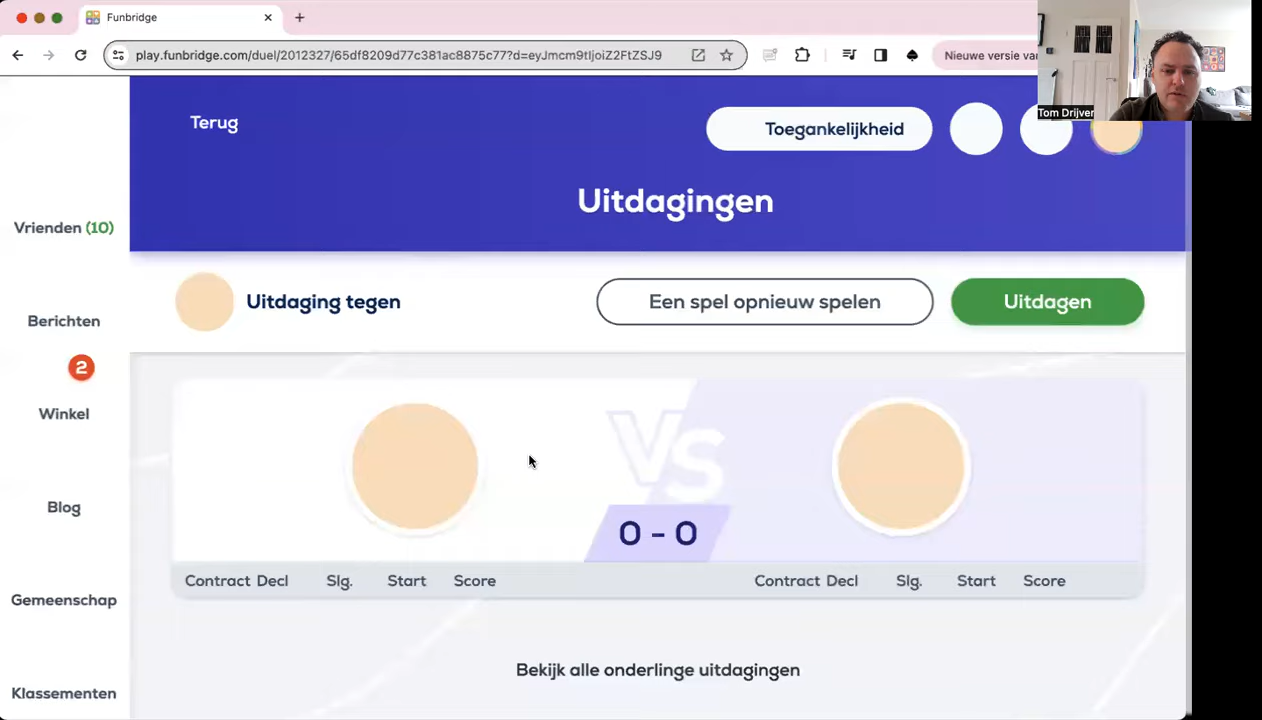 Funbridge
play.funbridge.com/duel/2012327/65df8209d77c381ac8875c77?d=eyJmcm9tIjoiZ2FtZSJ9
Nieuwe versie van
Tom Drijver
Terug
Toegankelijkheid
Uitdagingen
Vrienden (10)
Uitdaging tegen
Een spel opnieuw spelen
Uitdagen
Berichten
2
Winkel
VS
Blog
0 - 0
Contract Decl Slg. Start Score
Contract Decl Slg. Start Score
Gemeenschap
Bekijk alle onderlinge uitdagingen
Klassementen